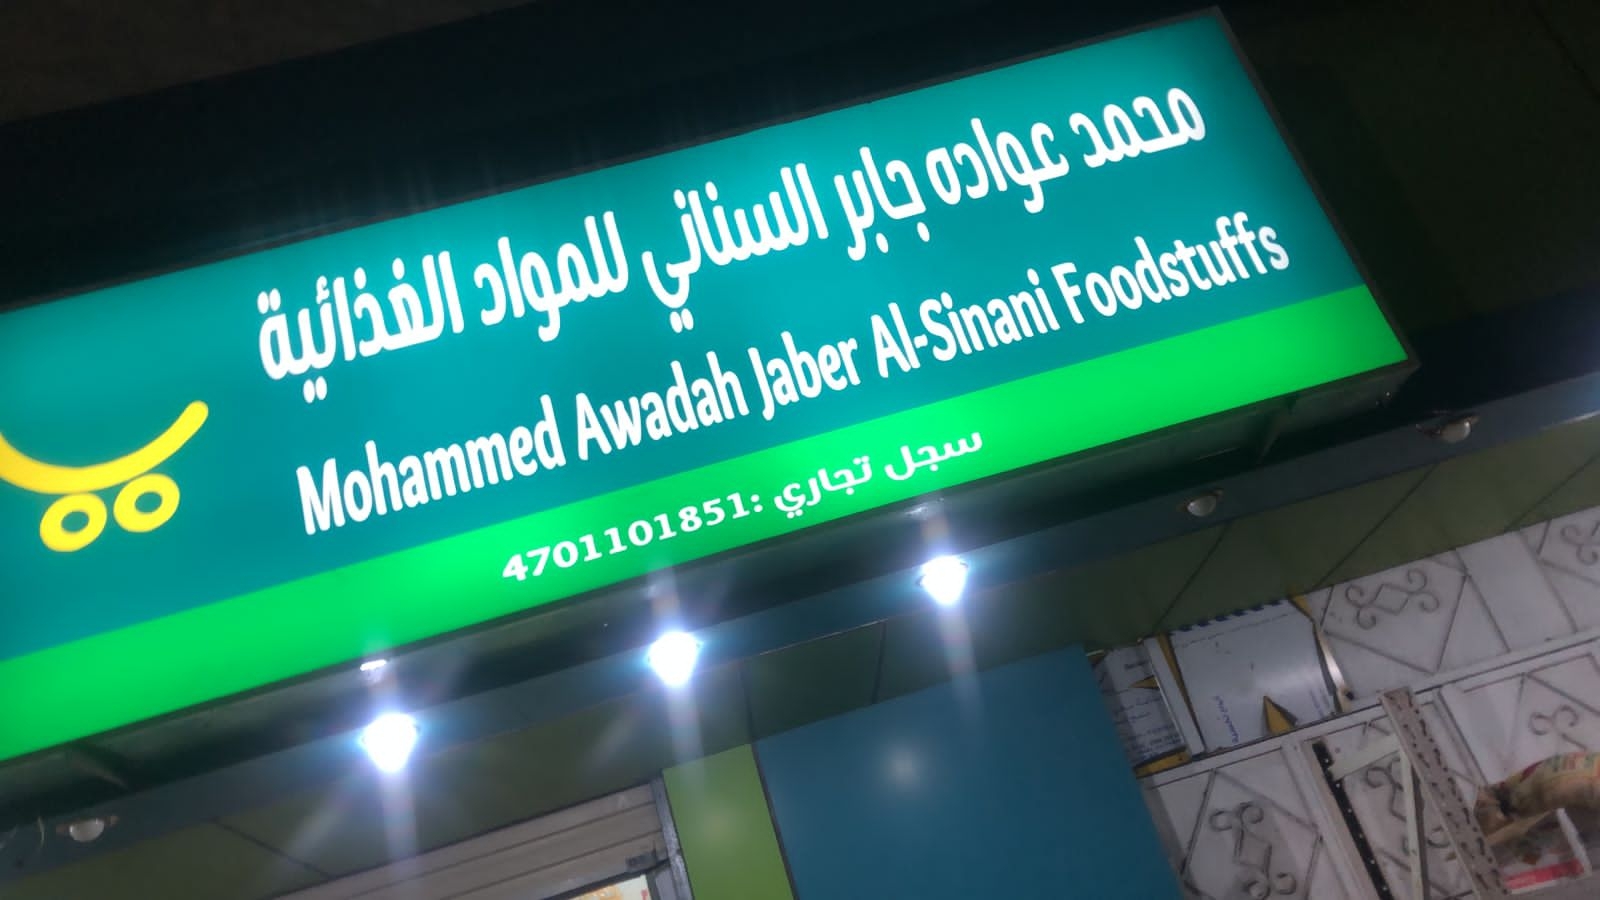 محمد عواده جابر السناني للمواد الغذائية
Mohammed Awadah Jaber Al-Sinani Foodstuffs
سجل تجاري :4701101851